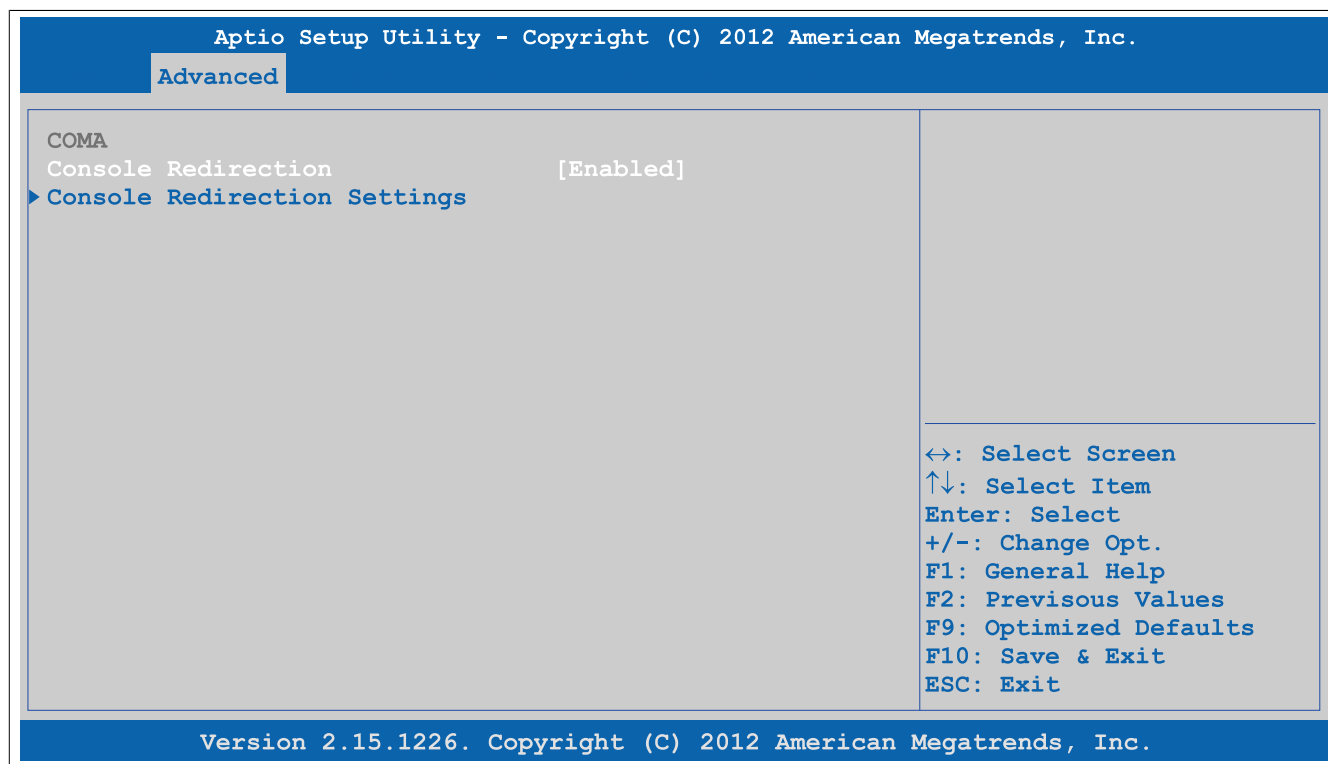 Aptio Setup Utility - Copyright (C) 2012 American Megatrends, Inc.
Advanced
COMA
Console Redirection [Enabled]
Console Redirection Settings
↔: Select Screen
↑↓: Select Item
Enter: Select
+/-: Change Opt.
F1: General Help
F2: Previsous Values
F9: Optimized Defaults
F10: Save & Exit
ESC: Exit
Version 2.15.1226. Copyright (C) 2012 American Megatrends, Inc.